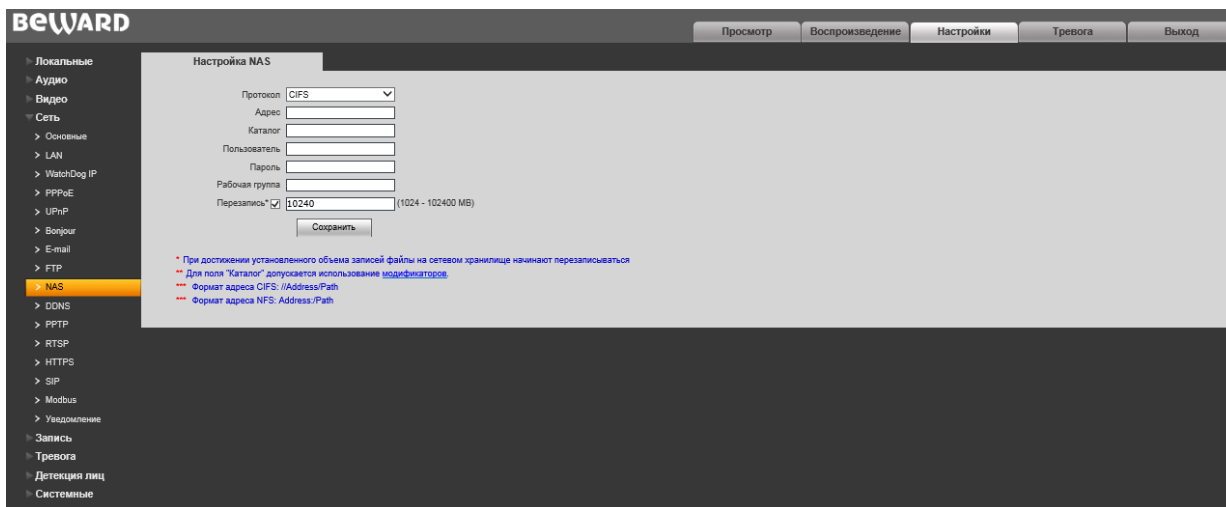 BEWARD
Просмотр
Воспроизведение
Настройки
Тревога
Выход
Локальные
Аудио
Видео
Сеть
> Основные
> LAN
> WatchDog IP
> PPPoE
> UPnP
> Bonjour
> E-mail
> FTP
> NAS
> DDNS
> PPTP
> RTSP
> HTTPS
> SIP
> Modbus
> Уведомление
Запись
Тревога
Детекция лиц
Системные
Настройка NAS
Протокол CIFS
Адрес
Каталог
Пользователь
Пароль
Рабочая группа
Перезапись* 10240 (1024 - 102400 MB)
Сохранить
* При достижении установленного объема записей файлы на сетевом хранилище начинают перезаписываться
** Для поля "Каталог" допускается использование модификаторов.
*** Формат адреса CIFS: //Address/Path
*** Формат адреса NFS: Address:/Path